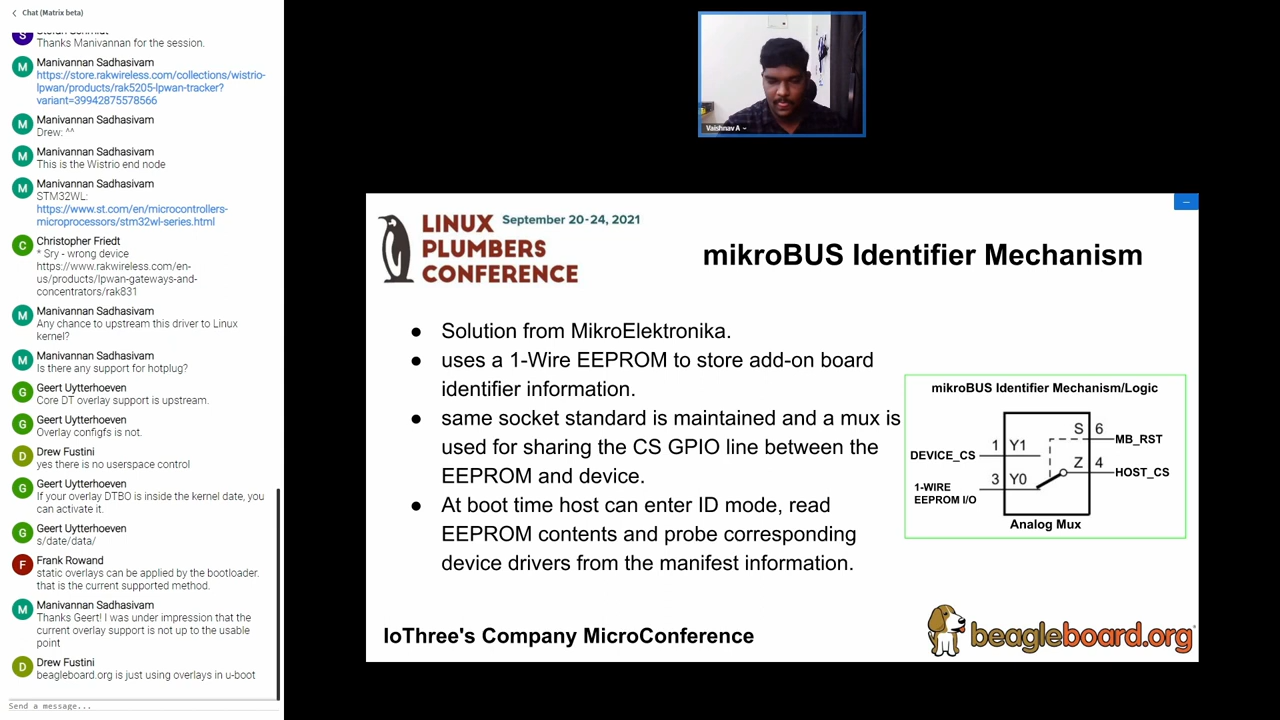 Chat (Matrix beta)
Stefan Schmidt
Thanks Manivannan for the session.
M
Manivannan Sadhasivam
https://store.rakwireless.com/collections/wistrio-
lpwan/products/rak5205-lpwan-tracker?
variant=39942875578566
M
Manivannan Sadhasivam
Drew: ^^
M
Manivannan Sadhasivam
This is the Wistrio end node
M
Manivannan Sadhasivam
STM32WL:
https://www.st.com/en/microcontrollers-
microprocessors/stm32wl-series.html
C
Christopher Friedt
* Sry - wrong device
https://www.rakwireless.com/en-
us/products/lpwan-gateways-and-
concentrators/rak831
M
Manivannan Sadhasivam
Any chance to upstream this driver to Linux
kernel?
M
Manivannan Sadhasivam
Is there any support for hotplug?
G
Geert Uytterhoeven
Core DT overlay support is upstream.
G
Geert Uytterhoeven
Overlay configfs is not.
D
Drew Fustini
yes there is no userspace control
G
Geert Uytterhoeven
If your overlay DTBO is inside the kernel date, you
can activate it.
G
Geert Uytterhoeven
s/date/data/
F
Frank Rowand
static overlays can be applied by the bootloader.
that is the current supported method.
M
Manivannan Sadhasivam
Thanks Geert! I was under impression that the
current overlay support is not up to the usable
point
D
Drew Fustini
beagleboard.org is just using overlays in u-boot
Send a message...
Vaishnav A
LINUX
PLUMBERS
CONFERENCE
September 20-24, 2021
mikroBUS Identifier Mechanism
● Solution from MikroElektronika.
● uses a 1-Wire EEPROM to store add-on board
identifier information.
● same socket standard is maintained and a mux is
used for sharing the CS GPIO line between the
EEPROM and device.
● At boot time host can enter ID mode, read
EEPROM contents and probe corresponding
device drivers from the manifest information.
mikroBUS Identifier Mechanism/Logic
S 6 MB_RST
DEVICE_CS 1 Y1
Z 4 HOST_CS
1-WIRE
EEPROM I/O
3 Y0
Analog Mux
IoThree's Company MicroConference
beagleboard.org